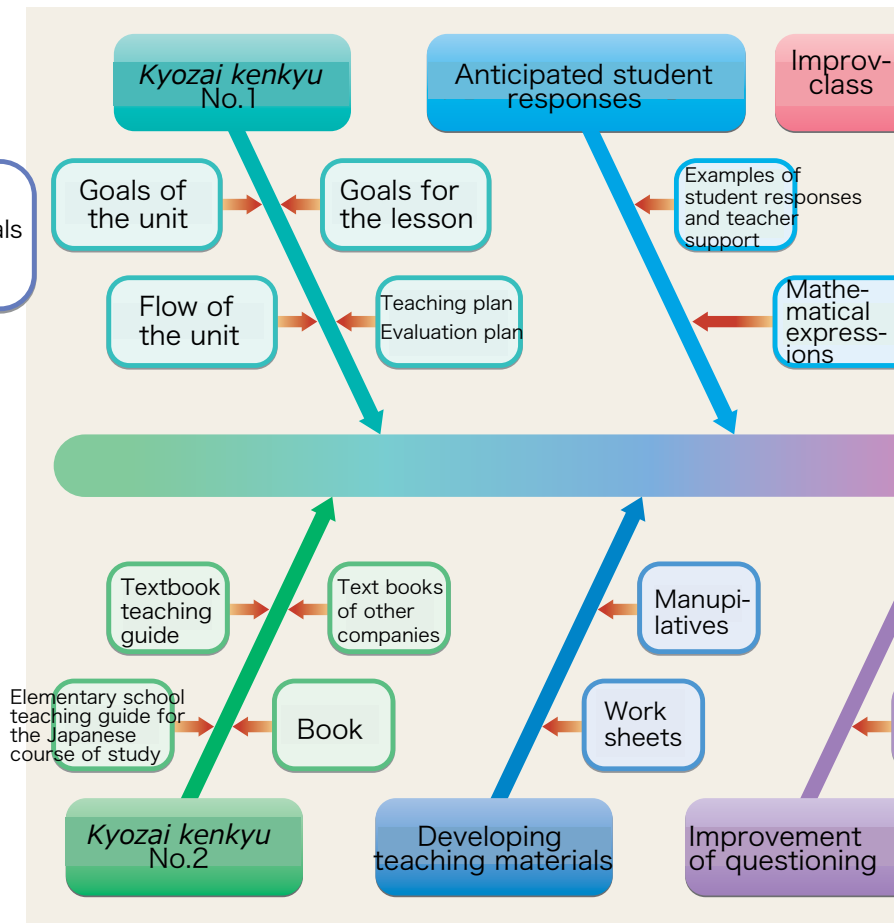 Kyozai kenkyu
No.1
Anticipated student
responses
Improv-
class
als
Goals of
the unit
Goals for
the lesson
Examples of
student responses
and teacher
support
Flow of
the unit
Teaching plan
Evaluation plan
Mathe-
matical
express-
ions
Textbook
teaching
guide
Text books
of other
companies
Manupi-
latives
Elementary school
teaching guide for
the Japanese
course of study
Book
Work
sheets
Kyozai kenkyu
No.2
Developing
teaching materials
Improvement
of questioning